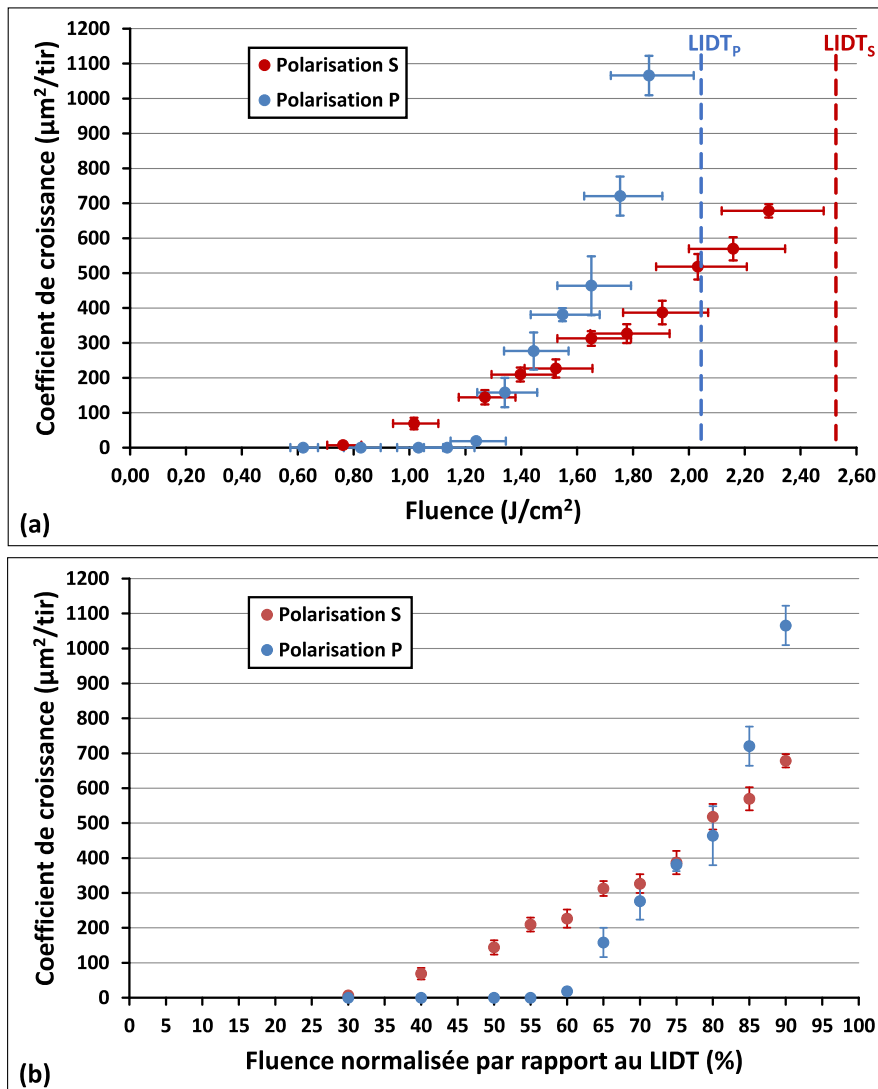 1200
1100
1000
900
800
700
600
500
400
300
200
100
0
Coefficient de croissance (µm²/tir)
Polarisation S
Polarisation P
LIDTP
LIDTS
0,00 0,20 0,40 0,60 0,80 1,00 1,20 1,40 1,60 1,80 2,00 2,20 2,40 2,60
Fluence (J/cm²)
(a)
1200
1100
1000
900
800
700
600
500
400
300
200
100
0
Coefficient de croissance (µm²/tir)
Polarisation S
Polarisation P
0 5 10 15 20 25 30 40 45 50 55 60 65 70 75 80 85 90 95 100
Fluence normalisée par rapport au LIDT (%)
(b)